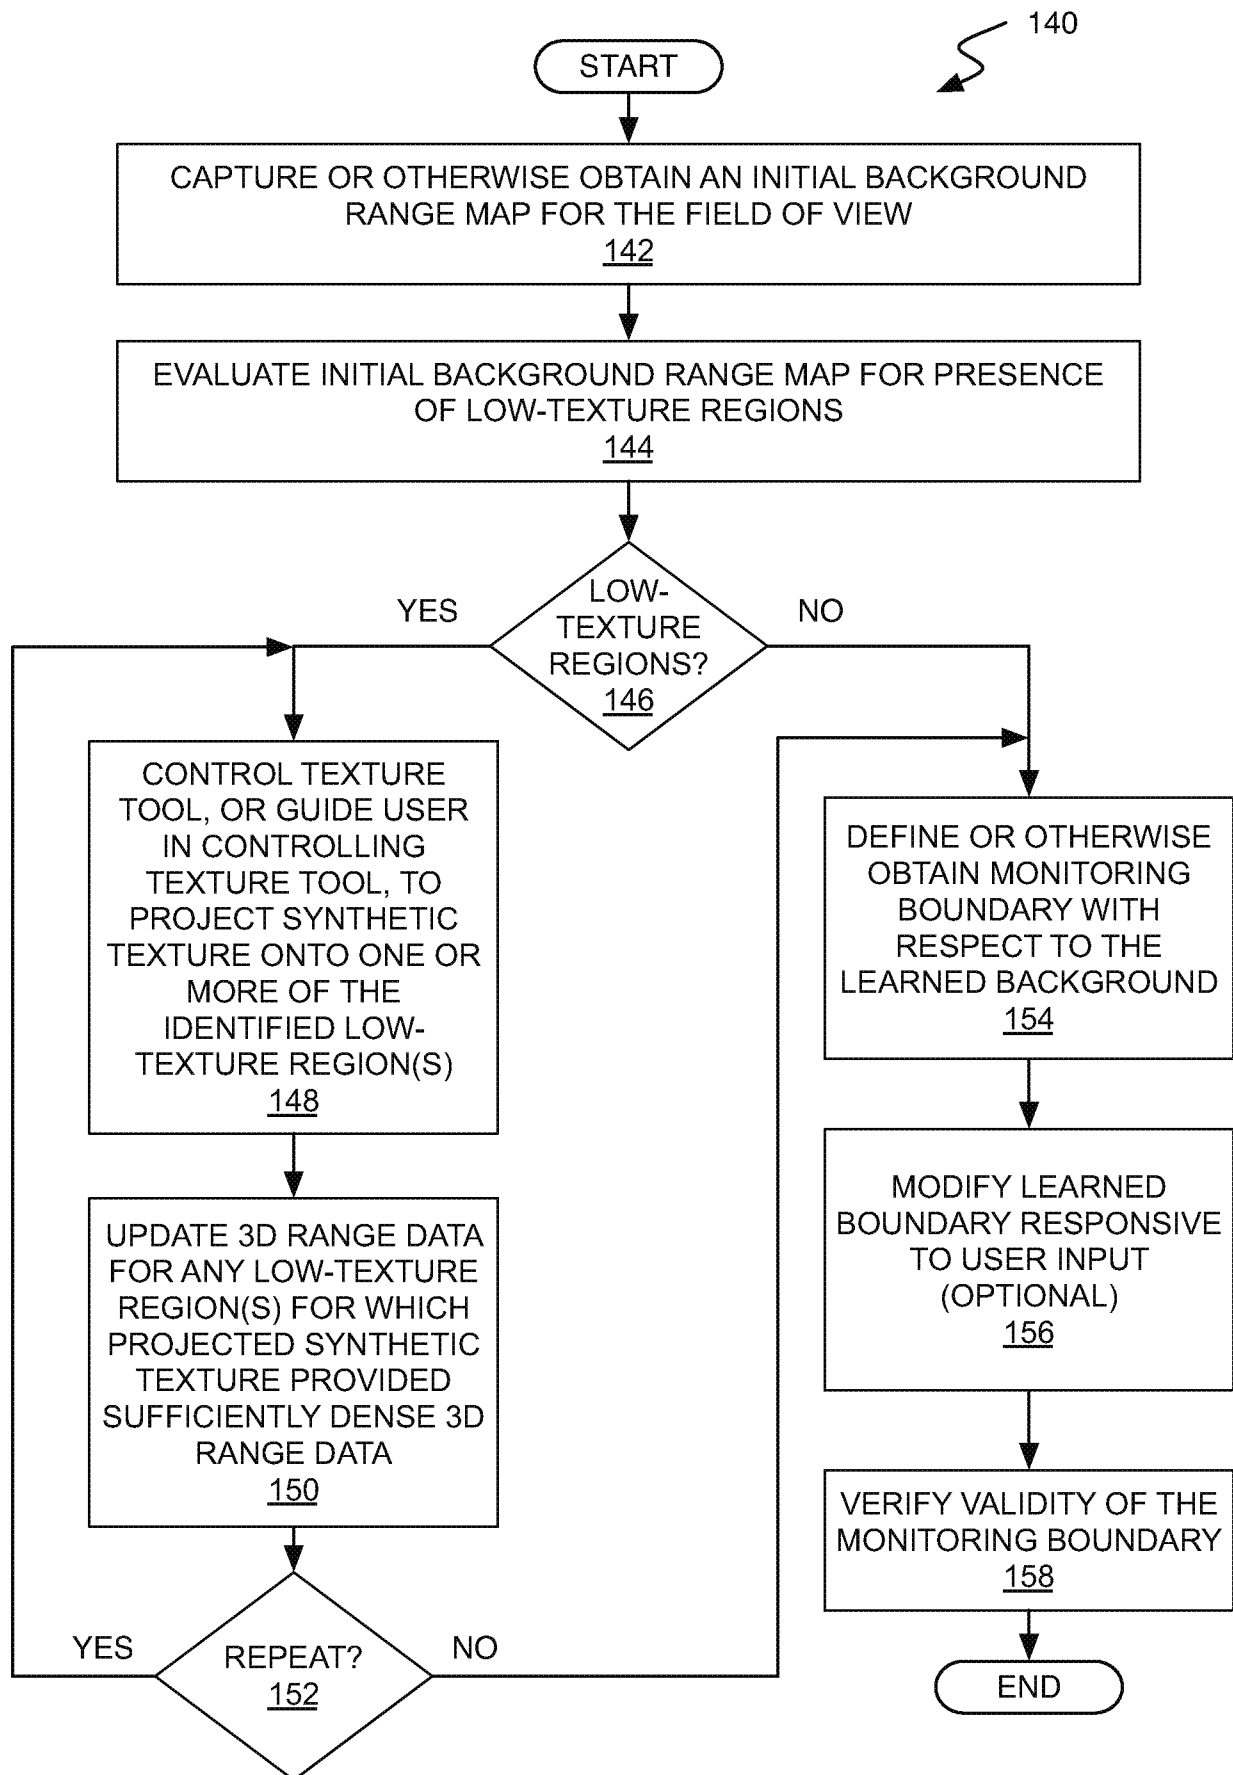 140
START
CAPTURE OR OTHERWISE OBTAIN AN INITIAL BACKGROUND
RANGE MAP FOR THE FIELD OF VIEW
142
EVALUATE INITIAL BACKGROUND RANGE MAP FOR PRESENCE
OF LOW-TEXTURE REGIONS
144
LOW-
TEXTURE
REGIONS?
146
YES
NO
CONTROL TEXTURE
TOOL, OR GUIDE USER
IN CONTROLLING
TEXTURE TOOL, TO
PROJECT SYNTHETIC
TEXTURE ONTO ONE OR
MORE OF THE
IDENTIFIED LOW-
TEXTURE REGION(S)
148
UPDATE 3D RANGE DATA
FOR ANY LOW-TEXTURE
REGION(S) FOR WHICH
PROJECTED SYNTHETIC
TEXTURE PROVIDED
SUFFICIENTLY DENSE 3D
RANGE DATA
150
YES
REPEAT?
152
NO
DEFINE OR OTHERWISE
OBTAIN MONITORING
BOUNDARY WITH
RESPECT TO THE
LEARNED BACKGROUND
154
MODIFY LEARNED
BOUNDARY RESPONSIVE
TO USER INPUT
(OPTIONAL)
156
VERIFY VALIDITY OF THE
MONITORING BOUNDARY
158
END